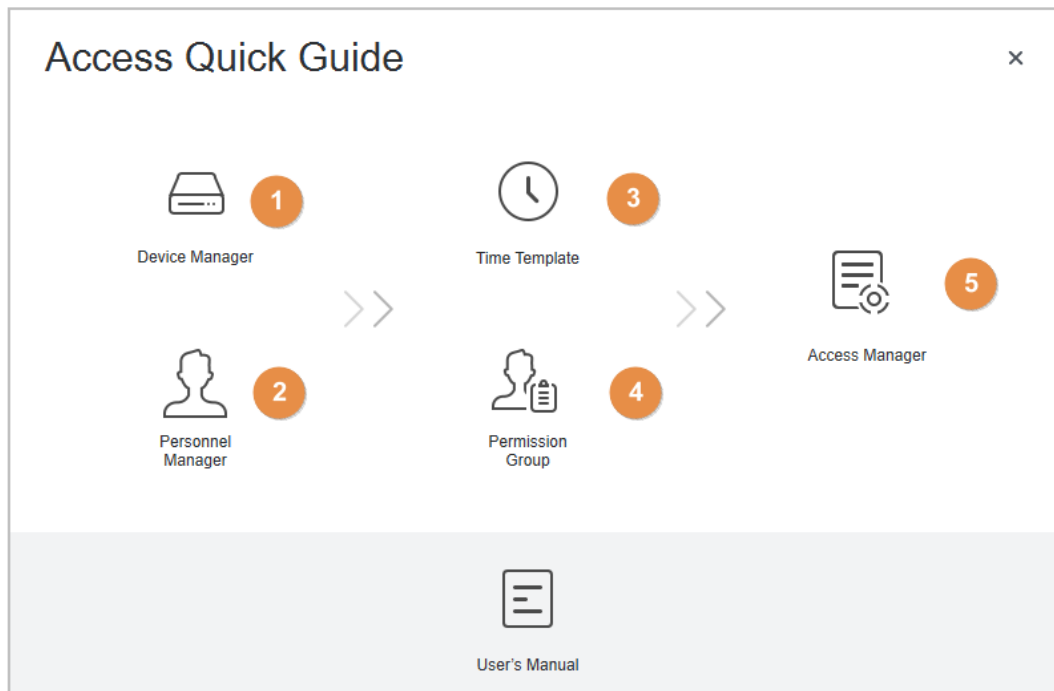 Access Quick Guide
1
Device Manager
2
Personnel
Manager
3
Time Template
4
Permission
Group
5
Access Manager
User's Manual